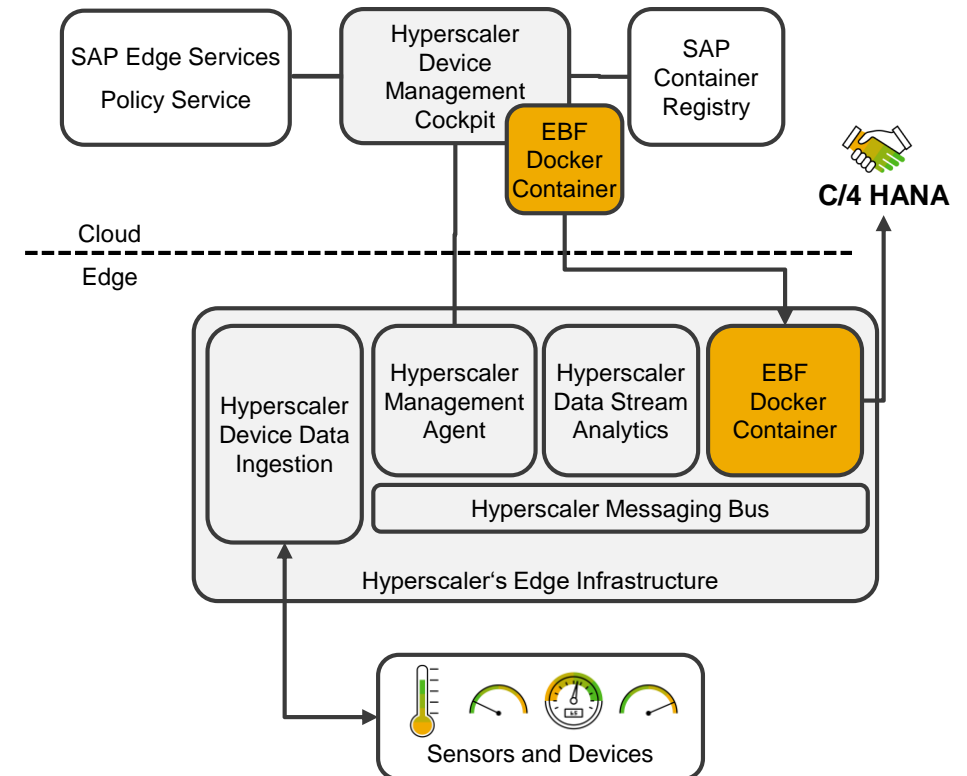 SAP Edge Services
Policy Service
Hyperscaler
Device
Management
Cockpit
SAP
Container
Registry
EBF
Docker
Container
C/4 HANA
Cloud
Edge
Hyperscaler
Device Data
Ingestion
Hyperscaler
Management
Agent
Hyperscaler
Data Stream
Analytics
EBF
Docker
Container
Hyperscaler Messaging Bus
Hyperscaler‘s Edge Infrastructure
Sensors and Devices